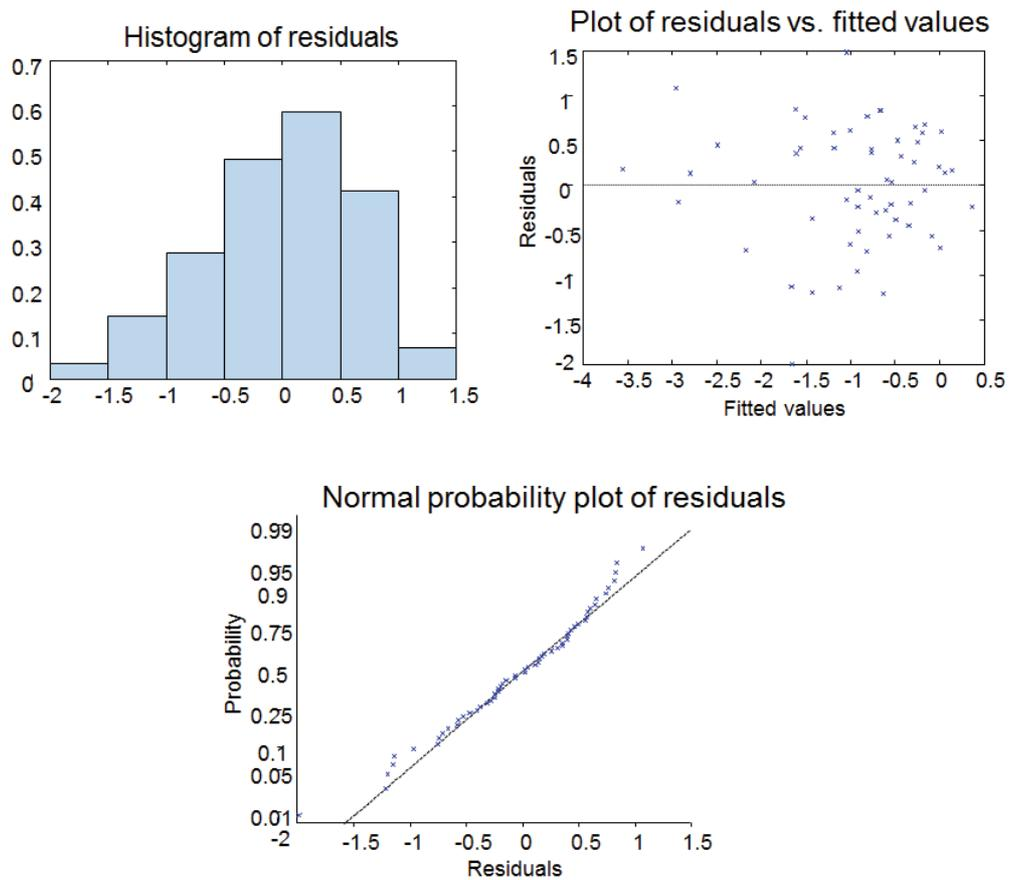 Histogram of residuals
0.7
0.6
0.5
0.4
0.3
0.2
0.1
0
-2 -1.5 -1 -0.5 0 0.5 1 1.5
Plot of residuals vs. fitted values
1.5
1
0.5
0
-0.5
-1
-1.5
-2
Residuals
-4 -3.5 -3 -2.5 -2 -1.5 -1 -0.5 0 0.5
Fitted values
Normal probability plot of residuals
0.99
0.95
0.9
0.75
0.5
0.25
0.1
0.05
0.01
Probability
-2 -1.5 -1 -0.5 0 0.5 1 1.5
Residuals